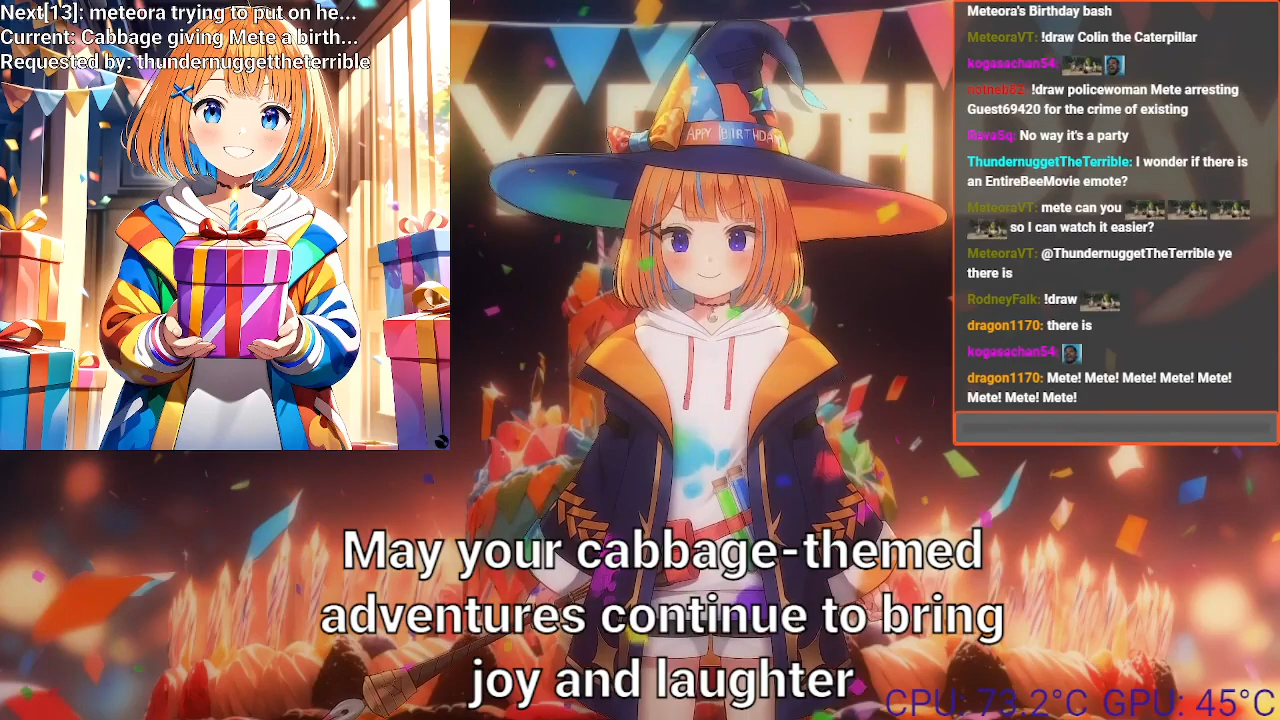 Next[13]: meteora trying to put on he...
Current: Cabbage giving Mete a birth...
Requested by: thundernuggettheterrible
Y
RTH
APPY BIRTHDAY
Meteora's Birthday bash
MeteoraVT: !draw Colin the Caterpillar
kogasachan54:
notneb82: !draw policewoman Mete arresting
Guest69420 for the crime of existing
No way it's a party
ThundernuggetTheTerrible: I wonder if there is
an EntireBeeMovie emote?
MeteoraVT: mete can you
so I can watch it easier?
MeteoraVT: @ThundernuggetTheTerrible ye
there is
RodneyFalk: !draw
dragon1170: there is
kogasachan54:
dragon1170: Mete! Mete! Mete! Mete! Mete!
Mete! Mete! Mete!
May your cabbage-themed
adventures continue to bring
joy and laughter
CPU: 73.2°C GPU: 45°C